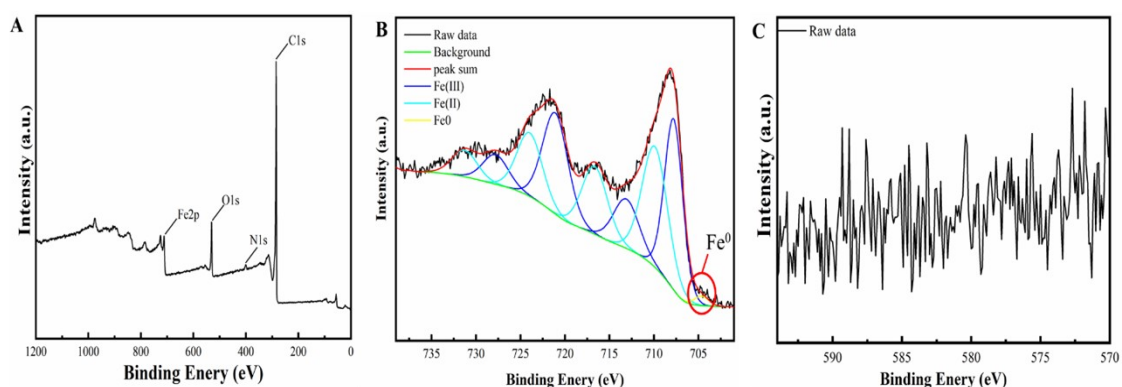 A
C1s
Fe2p
O1s
N1s
Intensity (a.u.)
1200
1000
800
600
400
200
0
Binding Enery (eV)
B
Raw data
Background
peak sum
Fe(III)
Fe(II)
Fe0
Fe⁰
Intensity (a.u.)
735
730
725
720
715
710
705
Binding Enery (eV)
C
Raw data
Intensity (a.u.)
590
585
580
575
570
Binding Enery (eV)